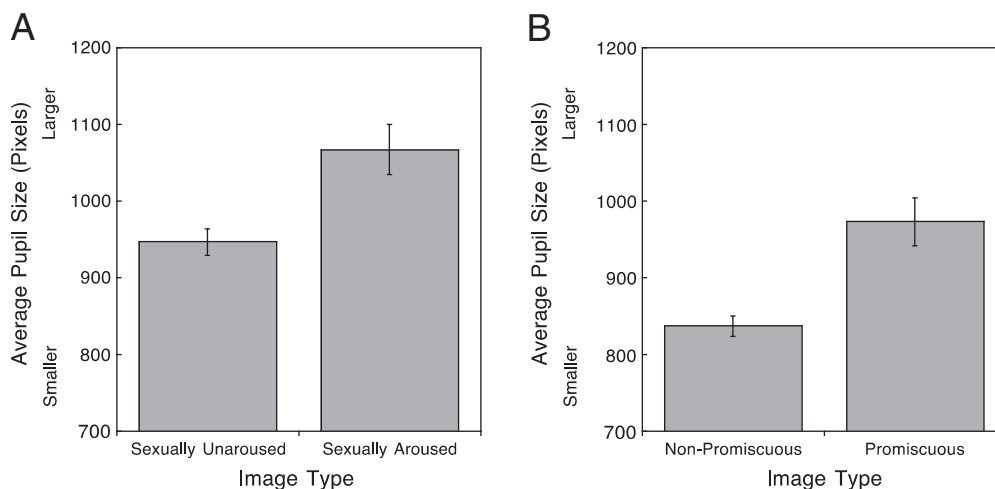 A
1200
1100
1000
900
800
700
Average Pupil Size (Pixels)
Smaller
Larger
Sexually Unaroused
Sexually Aroused
Image Type
B
1200
1100
1000
900
800
700
Average Pupil Size (Pixels)
Smaller
Larger
Non-Promiscuous
Promiscuous
Image Type